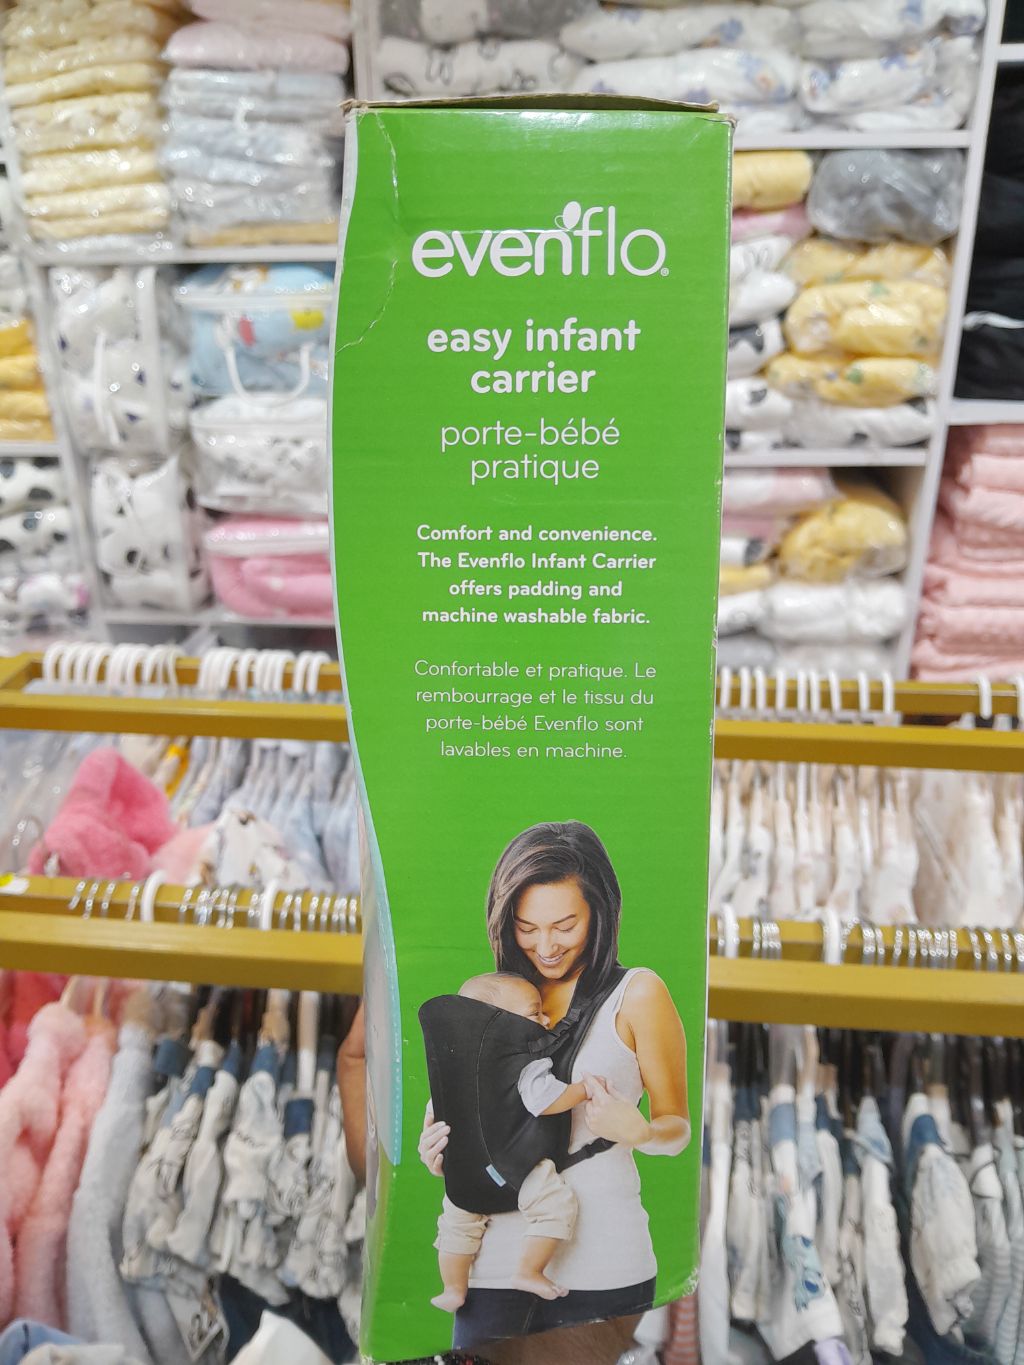 evenflo®
easy infant
carrier
porte-bébé
pratique
Comfort and convenience.
The Evenflo Infant Carrier
offers padding and
machine washable fabric.
Confortable et pratique. Le
rembourrage et le tissu du
porte-bébé Evenflo sont
lavables en machine.